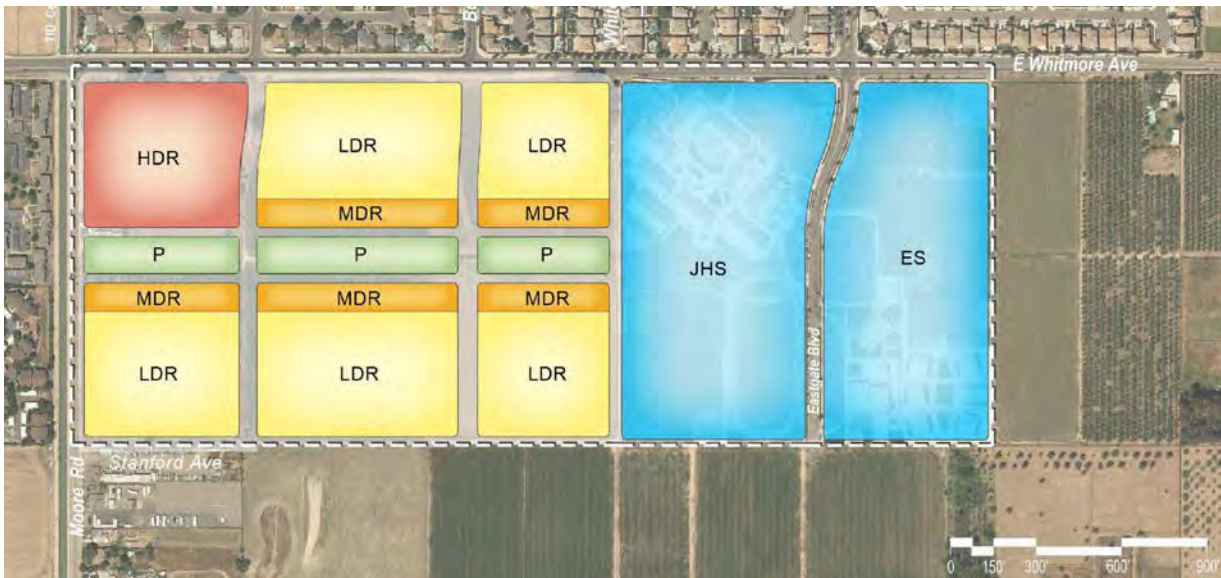 E Whitmore Ave
HDR
LDR
LDR
MDR
MDR
P
P
P
JHS
ES
MDR
MDR
MDR
LDR
LDR
LDR
Eastgate Blvd
Moore Rd
Stanford Ave
0 150' 300' 600' 900'